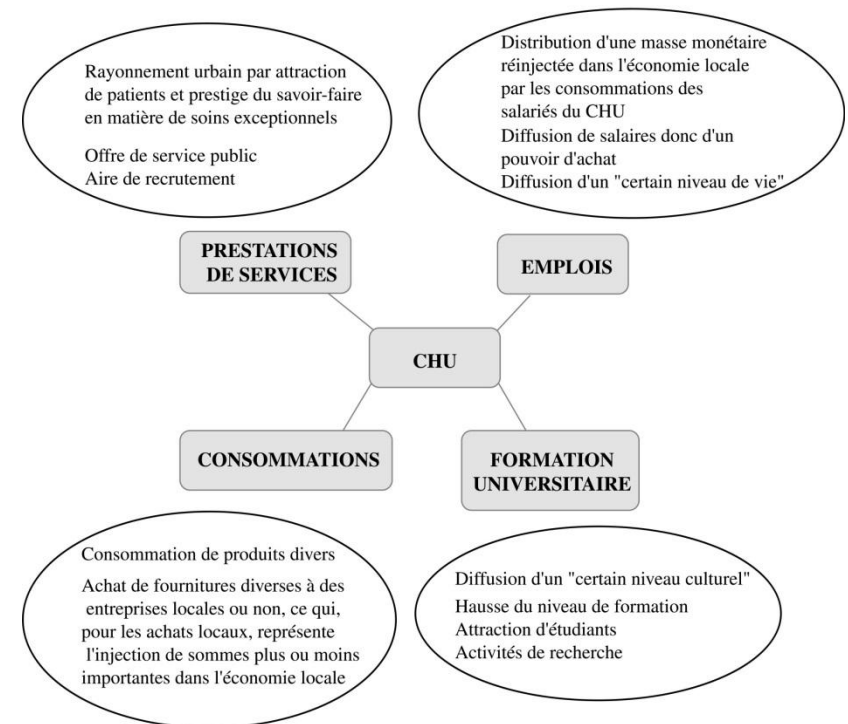 Rayonnement urbain par attraction
de patients et prestige du savoir-faire
en matière de soins exceptionnels
Offre de service public
Aire de recrutement
Distribution d'une masse monétaire
réinjectée dans l'économie locale
par les consommations des
salariés du CHU
Diffusion de salaires donc d'un
pouvoir d'achat
Diffusion d'un "certain niveau de vie"
PRESTATIONS
DE SERVICES
EMPLOIS
CHU
CONSOMMATIONS
FORMATION
UNIVERSITAIRE
Consommation de produits divers
Achat de fournitures diverses à des
entreprises locales ou non, ce qui,
pour les achats locaux, représente
l'injection de sommes plus ou moins
importantes dans l'économie locale
Diffusion d'un "certain niveau culturel"
Hausse du niveau de formation
Attraction d'étudiants
Activités de recherche